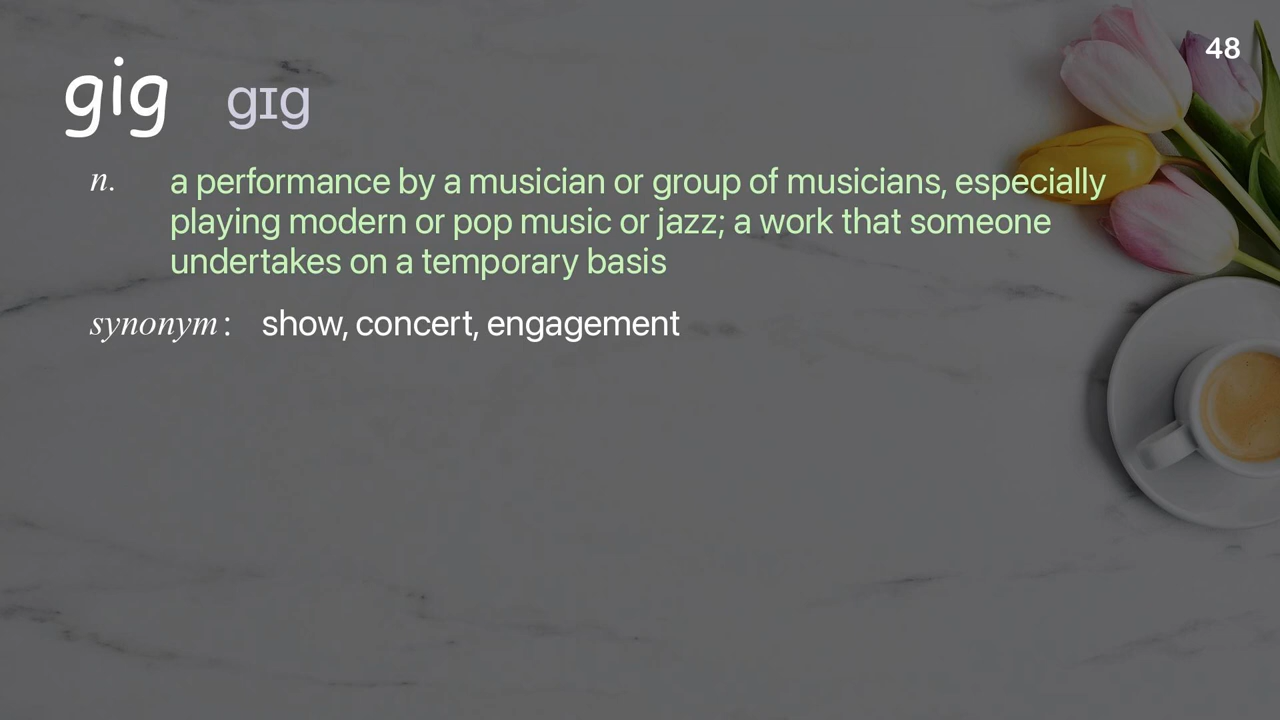 48
gig gɪg
n. a performance by a musician or group of musicians, especially
playing modern or pop music or jazz; a work that someone
undertakes on a temporary basis
synonym: show, concert, engagement